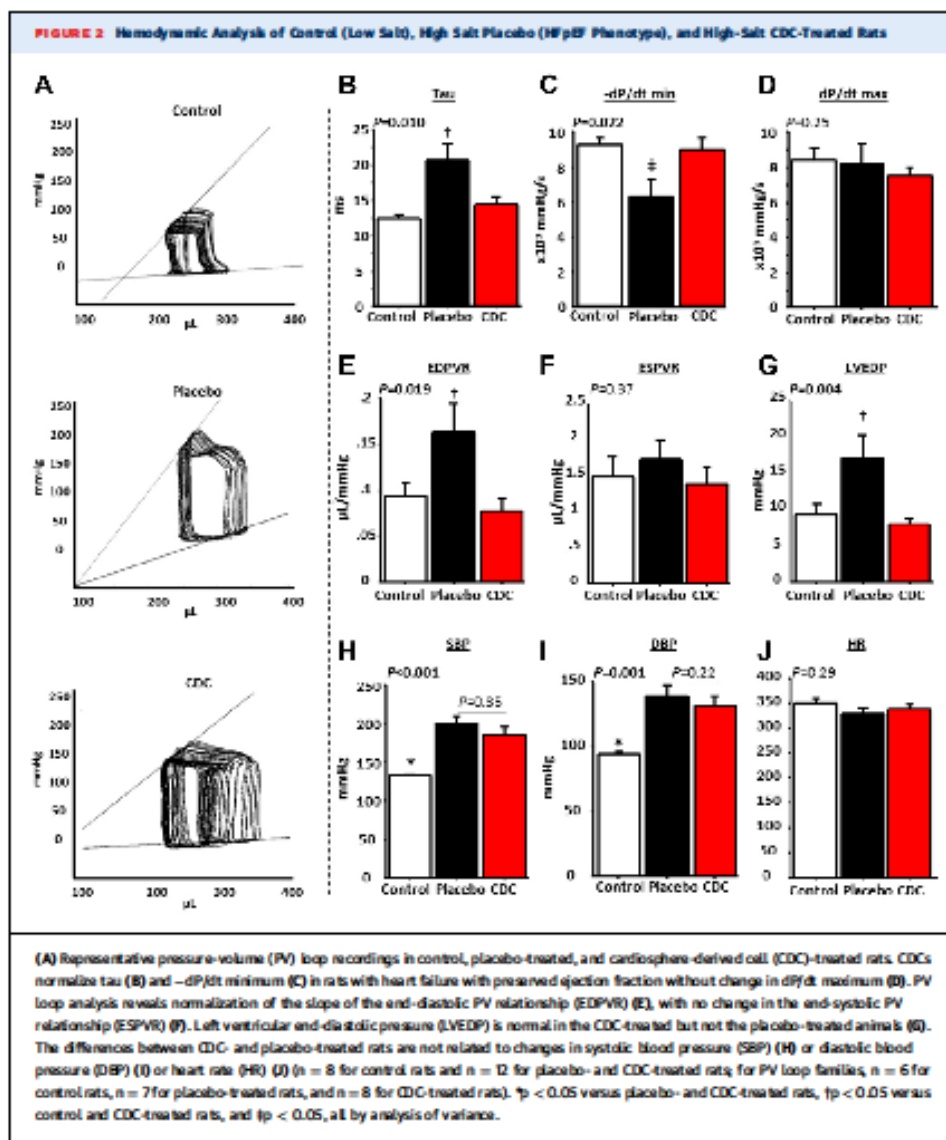 FIGURE 2 Hemodynamic Analysis of Control (Low Salt), High Salt Placebo (HFpEF Phenotype), and High-Salt CDC-Treated Rats
A
Control
250
200
150
100
50
0
mmHg
100 200 300 400
µL
Placebo
250
200
150
100
50
0
100 200 300 400
µL
CDC
250
200
150
100
50
0
mmHg
100 200 300 400
µL
B
Tau
P=0.010
†
25
20
15
10
5
0
ms
Control Placebo CDC
C
-dP/dt min
P=0.022
‡
10
8
6
4
2
0
x10³ mmHg/s
Control Placebo CDC
D
dP/dt max
P=0.25
10
8
6
4
2
0
x10³ mmHg/s
Control Placebo CDC
E
EDPVR
P=0.019
†
.2
.15
.1
.05
0
µL/mmHg
Control Placebo CDC
F
ESPVR
P=0.37
2.5
2
1.5
1
.5
0
µL/mmHg
Control Placebo CDC
G
LVEDP
P=0.004
†
25
20
15
10
5
0
mmHg
Control Placebo CDC
H
SBP
P<0.001
P=0.35
*
250
200
150
100
50
0
mmHg
Control Placebo CDC
I
DBP
P=0.22
*
150
100
50
0
mmHg
Control Placebo CDC
J
HR
P=0.29
400
350
300
250
200
150
100
50
0
Control Placebo CDC
(A) Representative pressure-volume (PV) loop recordings in control, placebo-treated, and cardiosphere-derived cell (CDC)-treated rats. CDCs
normalize tau (B) and −dP/dt minimum (C) in rats with heart failure with preserved ejection fraction without change in dP/dt maximum (D). PV
loop analysis reveals normalization of the slope of the end-diastolic PV relationship (EDPVR) (E), with no change in the end-systolic PV
relationship (ESPVR) (F). Left ventricular end-diastolic pressure (LVEDP) is normal in the CDC-treated but not the placebo-treated animals (G).
The differences between CDC- and placebo-treated rats are not related to changes in systolic blood pressure (SBP) (H) or diastolic blood
pressure (DBP) (I) or heart rate (HR) (J) (n = 8 for control rats and n = 12 for placebo- and CDC-treated rats; for PV loop families, n = 6 for
control rats, n = 7 for placebo-treated rats, and n = 8 for CDC-treated rats). *p < 0.05 versus placebo- and CDC-treated rats, †p < 0.05 versus
control and CDC-treated rats, and ‡p < 0.05, all by analysis of variance.